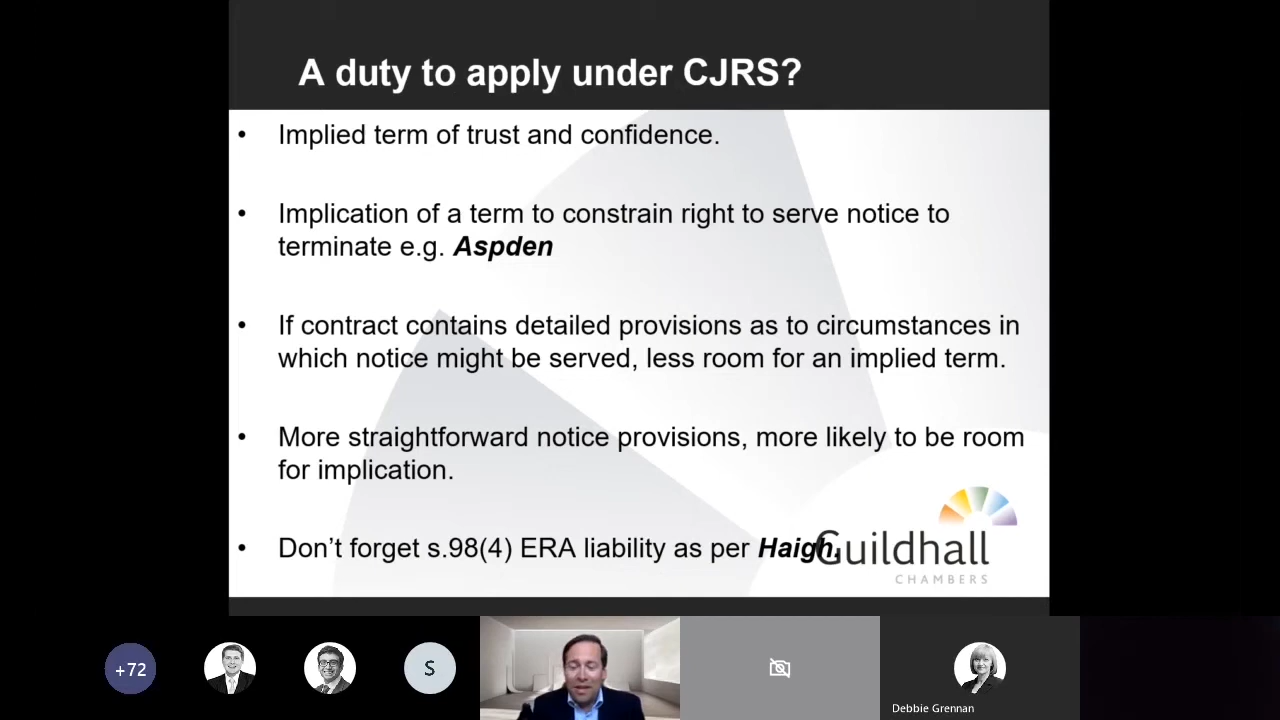 A duty to apply under CJRS?
• Implied term of trust and confidence.
• Implication of a term to constrain right to serve notice to
terminate e.g. Aspden
• If contract contains detailed provisions as to circumstances in
which notice might be served, less room for an implied term.
• More straightforward notice provisions, more likely to be room
for implication.
• Don't forget s.98(4) ERA liability as per Haigh.
Guildhall
CHAMBERS
+72
S
Debbie Grennan